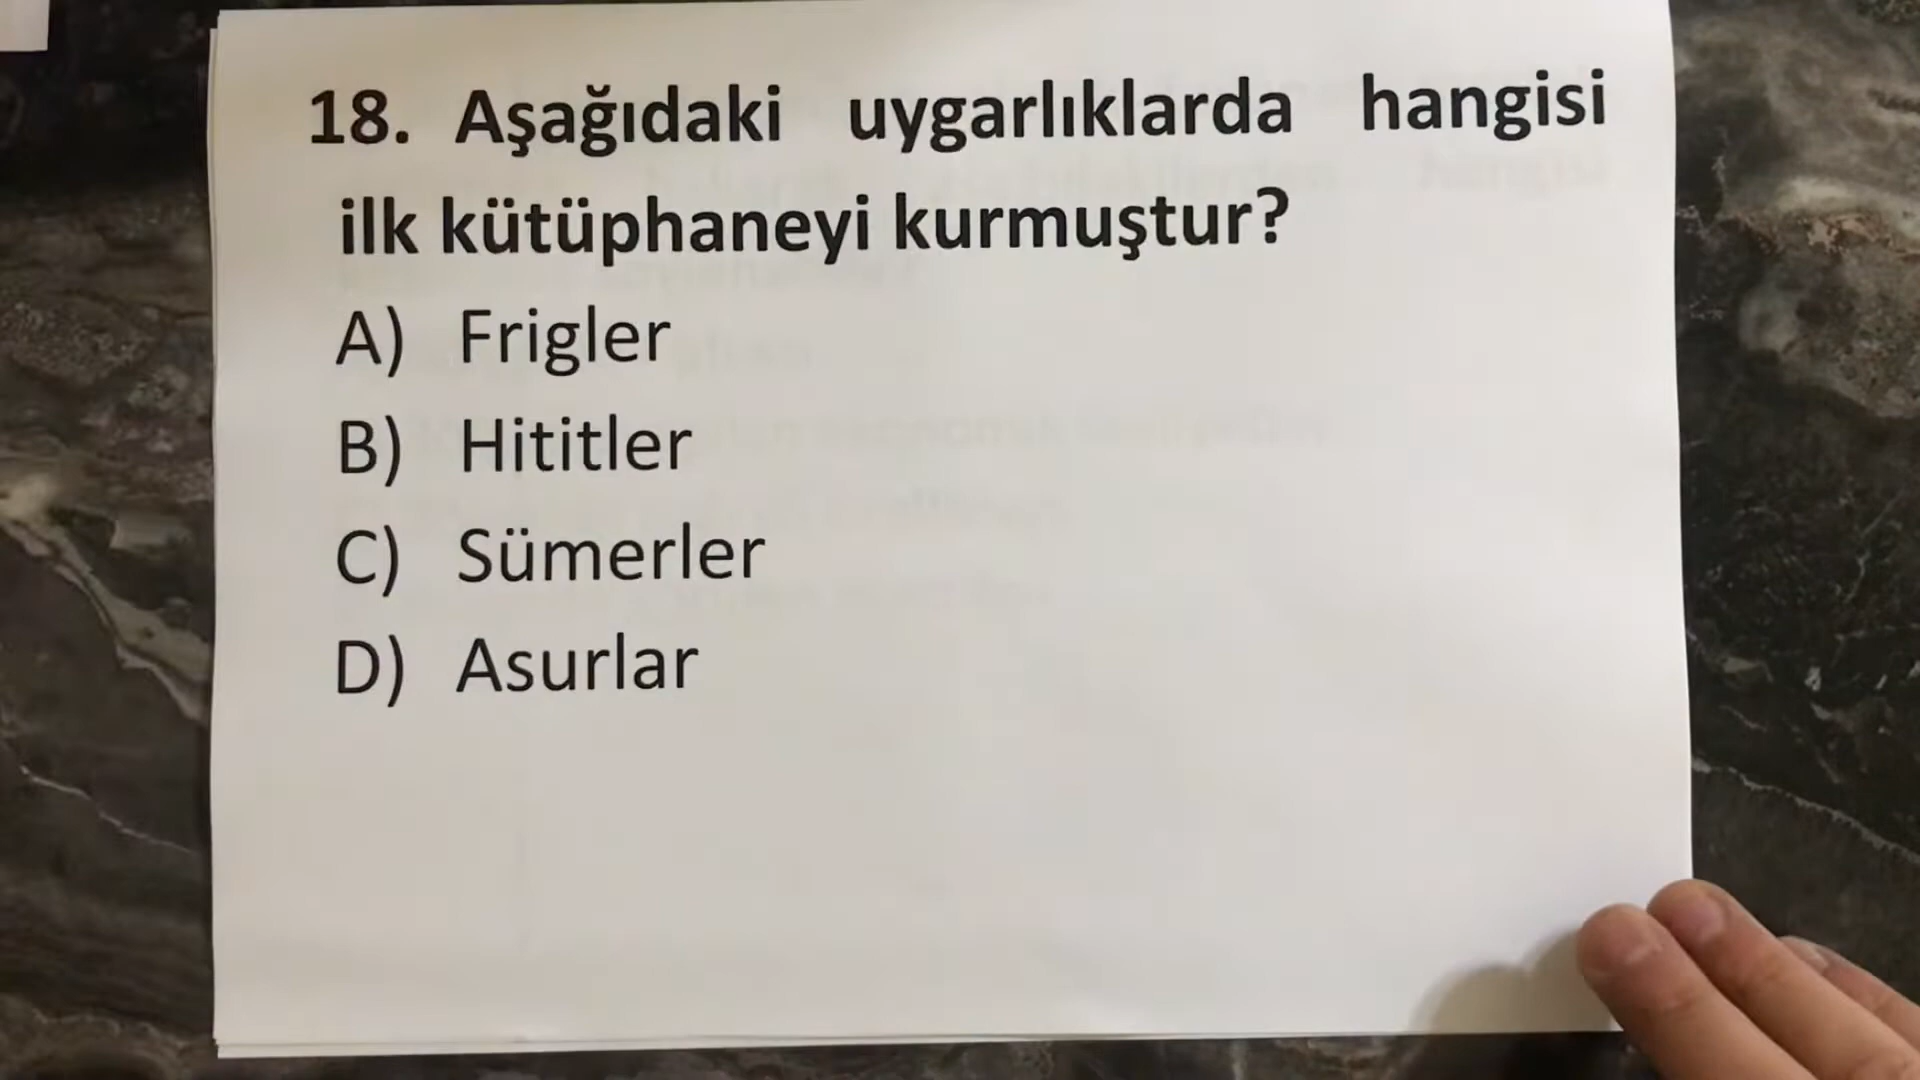 18. Aşağıdaki uygarlıklarda hangisi
ilk kütüphaneyi kurmuştur?
A) Frigler
B) Hititler
C) Sümerler
D) Asurlar